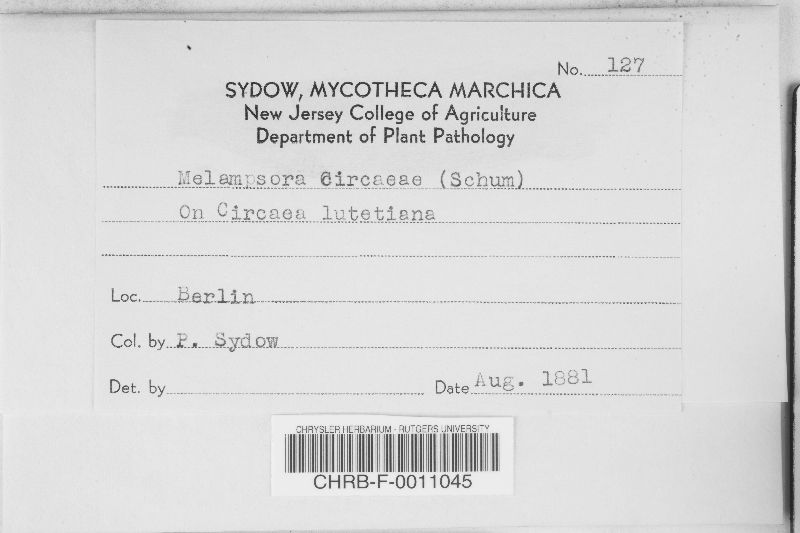 No. 127
SYDOW, MYCOTHECA MARCHICA
New Jersey College of Agriculture
Department of Plant Pathology
Melampsora Circaeae (Schum)
On Circaea lutetiana
Loc. Berlin
Col. by P. Sydow
Det. by Date Aug. 1881
CHRYSLER HERBARIUM - RUTGERS UNIVERSITY
CHRB-F-0011045